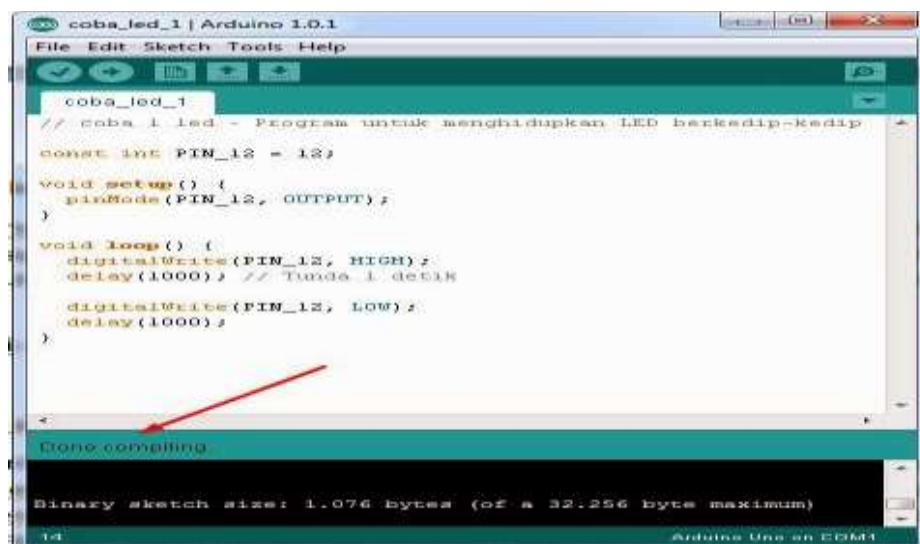 coba_led_1 | Arduino 1.0.1
File Edit Sketch Tools Help
coba_led_1
// coba 1 led - Program untuk menghidupkan LED berkedip-kedip
const int PIN_12 = 12;
void setup() {
pinMode(PIN_12, OUTPUT);
}
void loop() {
digitalWrite(PIN_12, HIGH);
delay(1000); // Tunda 1 detik
digitalWrite(PIN_12, LOW);
delay(1000);
}
Done compiling.
Binary sketch size: 1.076 bytes (of a 32.256 byte maximum)
14
Arduino Uno on COM1